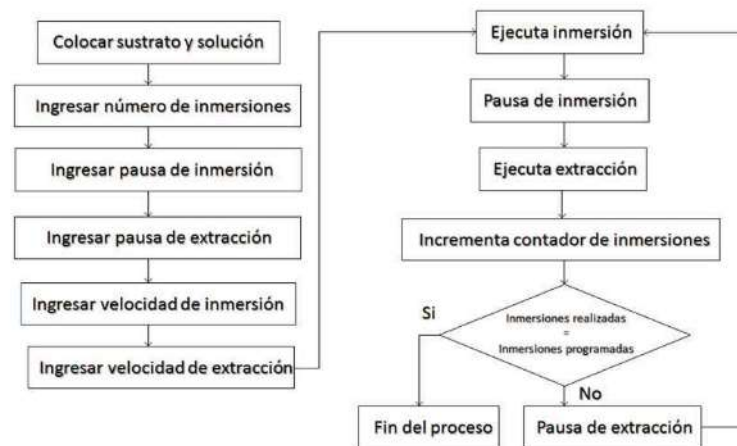 Colocar sustrato y solución
Ingresar número de inmersiones
Ingresar pausa de inmersión
Ingresar pausa de extracción
Ingresar velocidad de inmersión
Ingresar velocidad de extracción
Ejecuta inmersión
Pausa de inmersión
Ejecuta extracción
Incrementa contador de inmersiones
Inmersiones realizadas
=
Inmersiones programadas
Si
No
Fin del proceso
Pausa de extracción